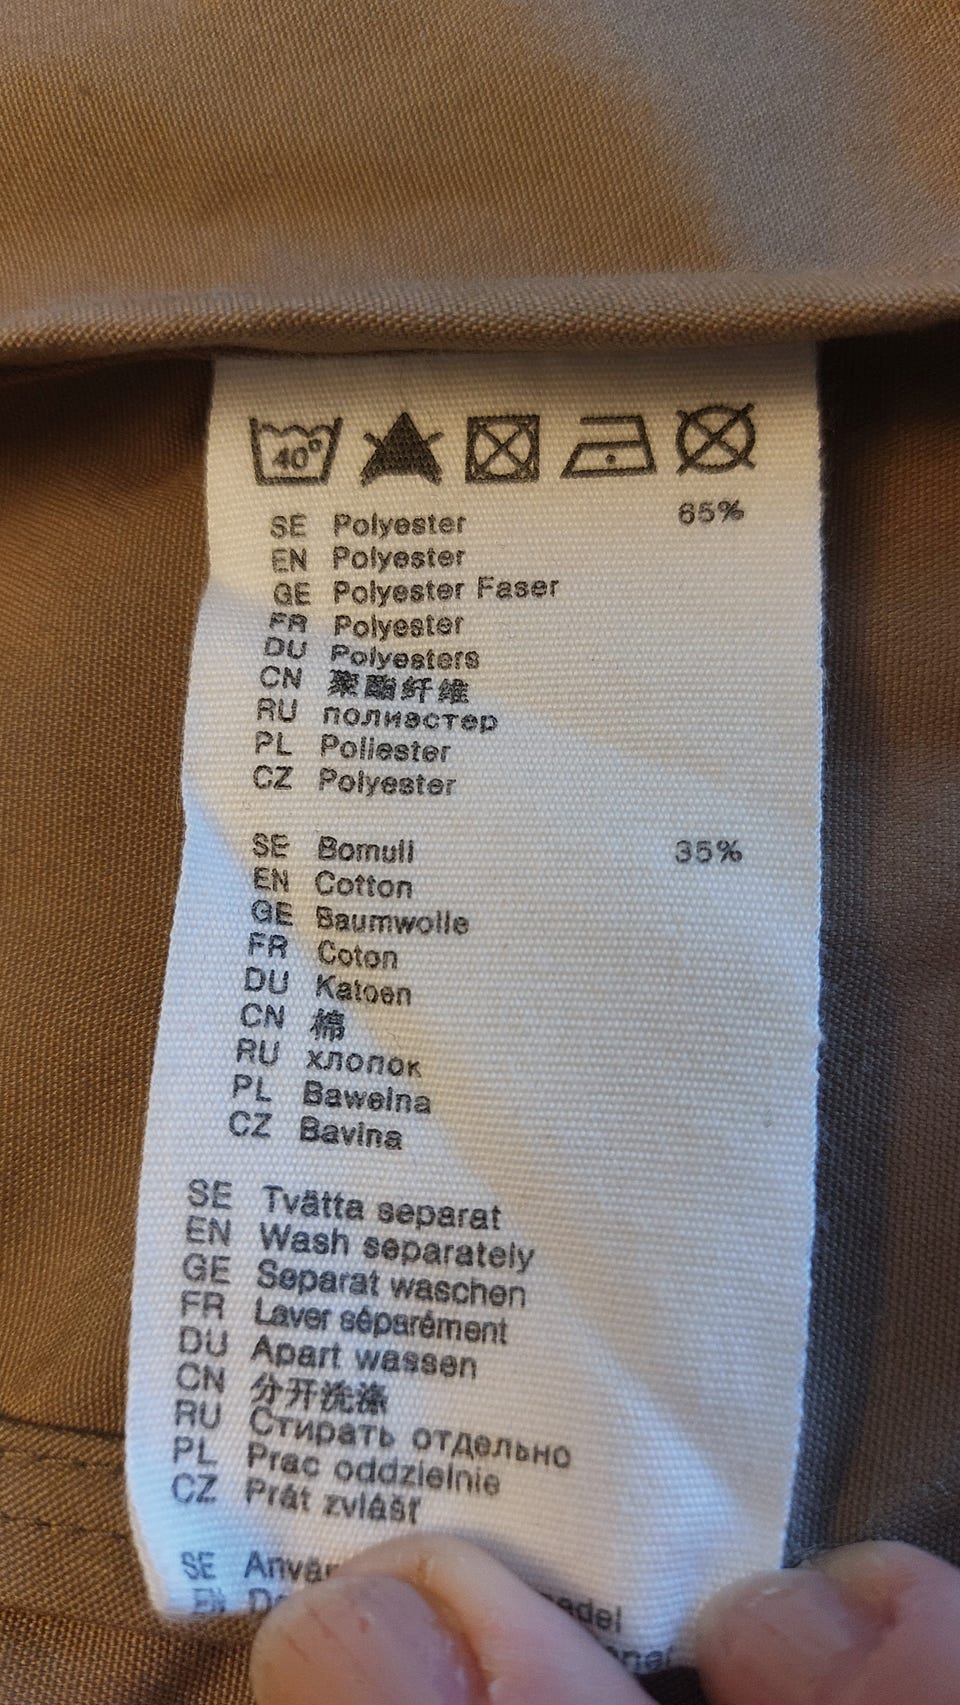 40°
SE Polyester 65%
EN Polyester
GE Polyester Faser
FR Polyester
DU Polyesters
CN 聚酯纤维
RU полиэстер
PL Poliester
CZ Polyester
SE Bomull 35%
EN Cotton
GE Baumwolle
FR Coton
DU Katoen
CN 棉
RU хлопок
PL Bawelna
CZ Bavlna
SE Tvätta separat
EN Wash separately
GE Separat waschen
FR Laver séparément
DU Apart wassen
CN 分开洗涤
RU Стирать отдельно
PL Prac oddzielnie
CZ Prát zvlášť
SE
EN